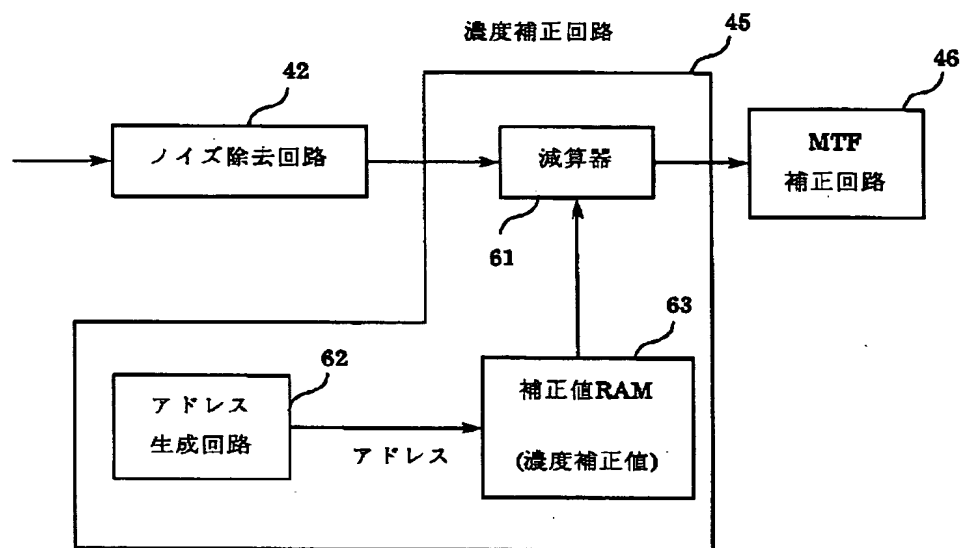 濃度補正回路
45
42
46
ノイズ除去回路
減算器
MTF
補正回路
61
63
62
アドレス
生成回路
アドレス
補正値RAM
(濃度補正値)